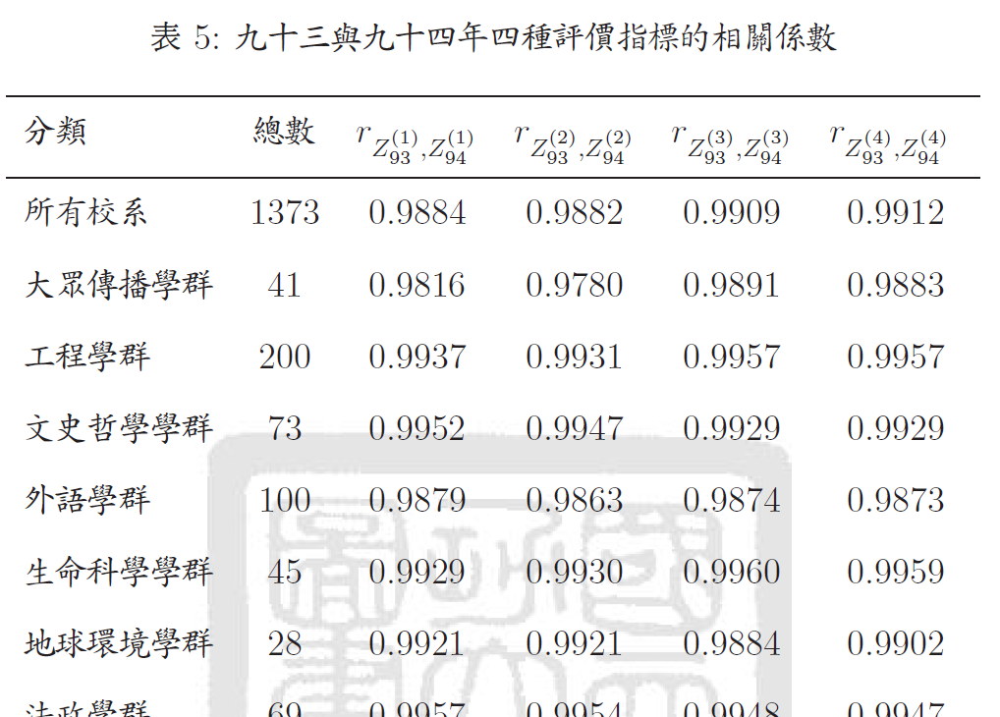 表 5: 九十三與九十四年四種評價指標的相關係數
分類 總數 r_{Z_{93}^{(1)},Z_{94}^{(1)}} r_{Z_{93}^{(2)},Z_{94}^{(2)}} r_{Z_{93}^{(3)},Z_{94}^{(3)}} r_{Z_{93}^{(4)},Z_{94}^{(4)}}
所有校系 1373 0.9884 0.9882 0.9909 0.9912
大眾傳播學群 41 0.9816 0.9780 0.9891 0.9883
工程學群 200 0.9937 0.9931 0.9957 0.9957
文史哲學學群 73 0.9952 0.9947 0.9929 0.9929
外語學群 100 0.9879 0.9863 0.9874 0.9873
生命科學學群 45 0.9929 0.9930 0.9960 0.9959
地球環境學群 28 0.9921 0.9921 0.9884 0.9902
法政學群 69 0.9957 0.9954 0.9948 0.9947